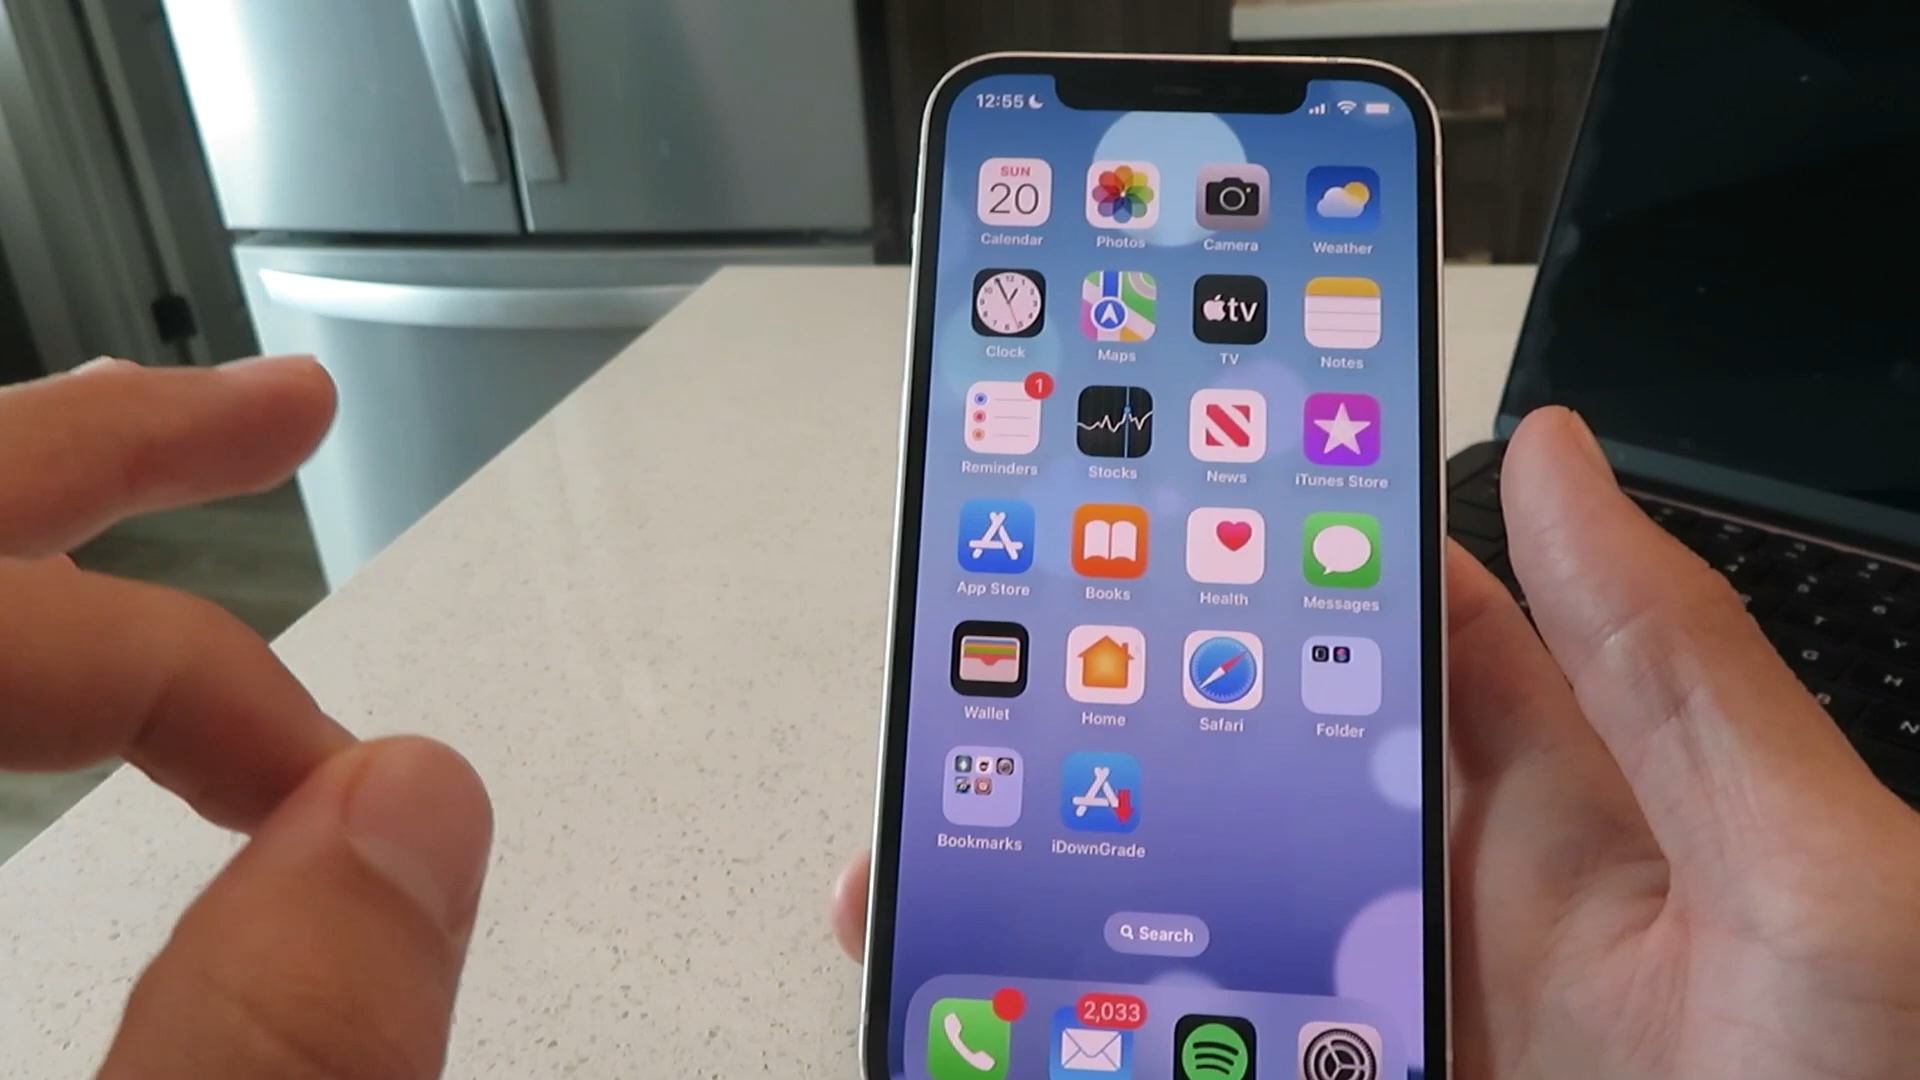 12:55
SUN
20
Calendar
Photos
Camera
Weather
Clock
Maps
tv
TV
Notes
1
Reminders
Stocks
News
iTunes Store
App Store
Books
Health
Messages
Wallet
Home
Safari
Folder
Bookmarks
iDownGrade
Search
2,033